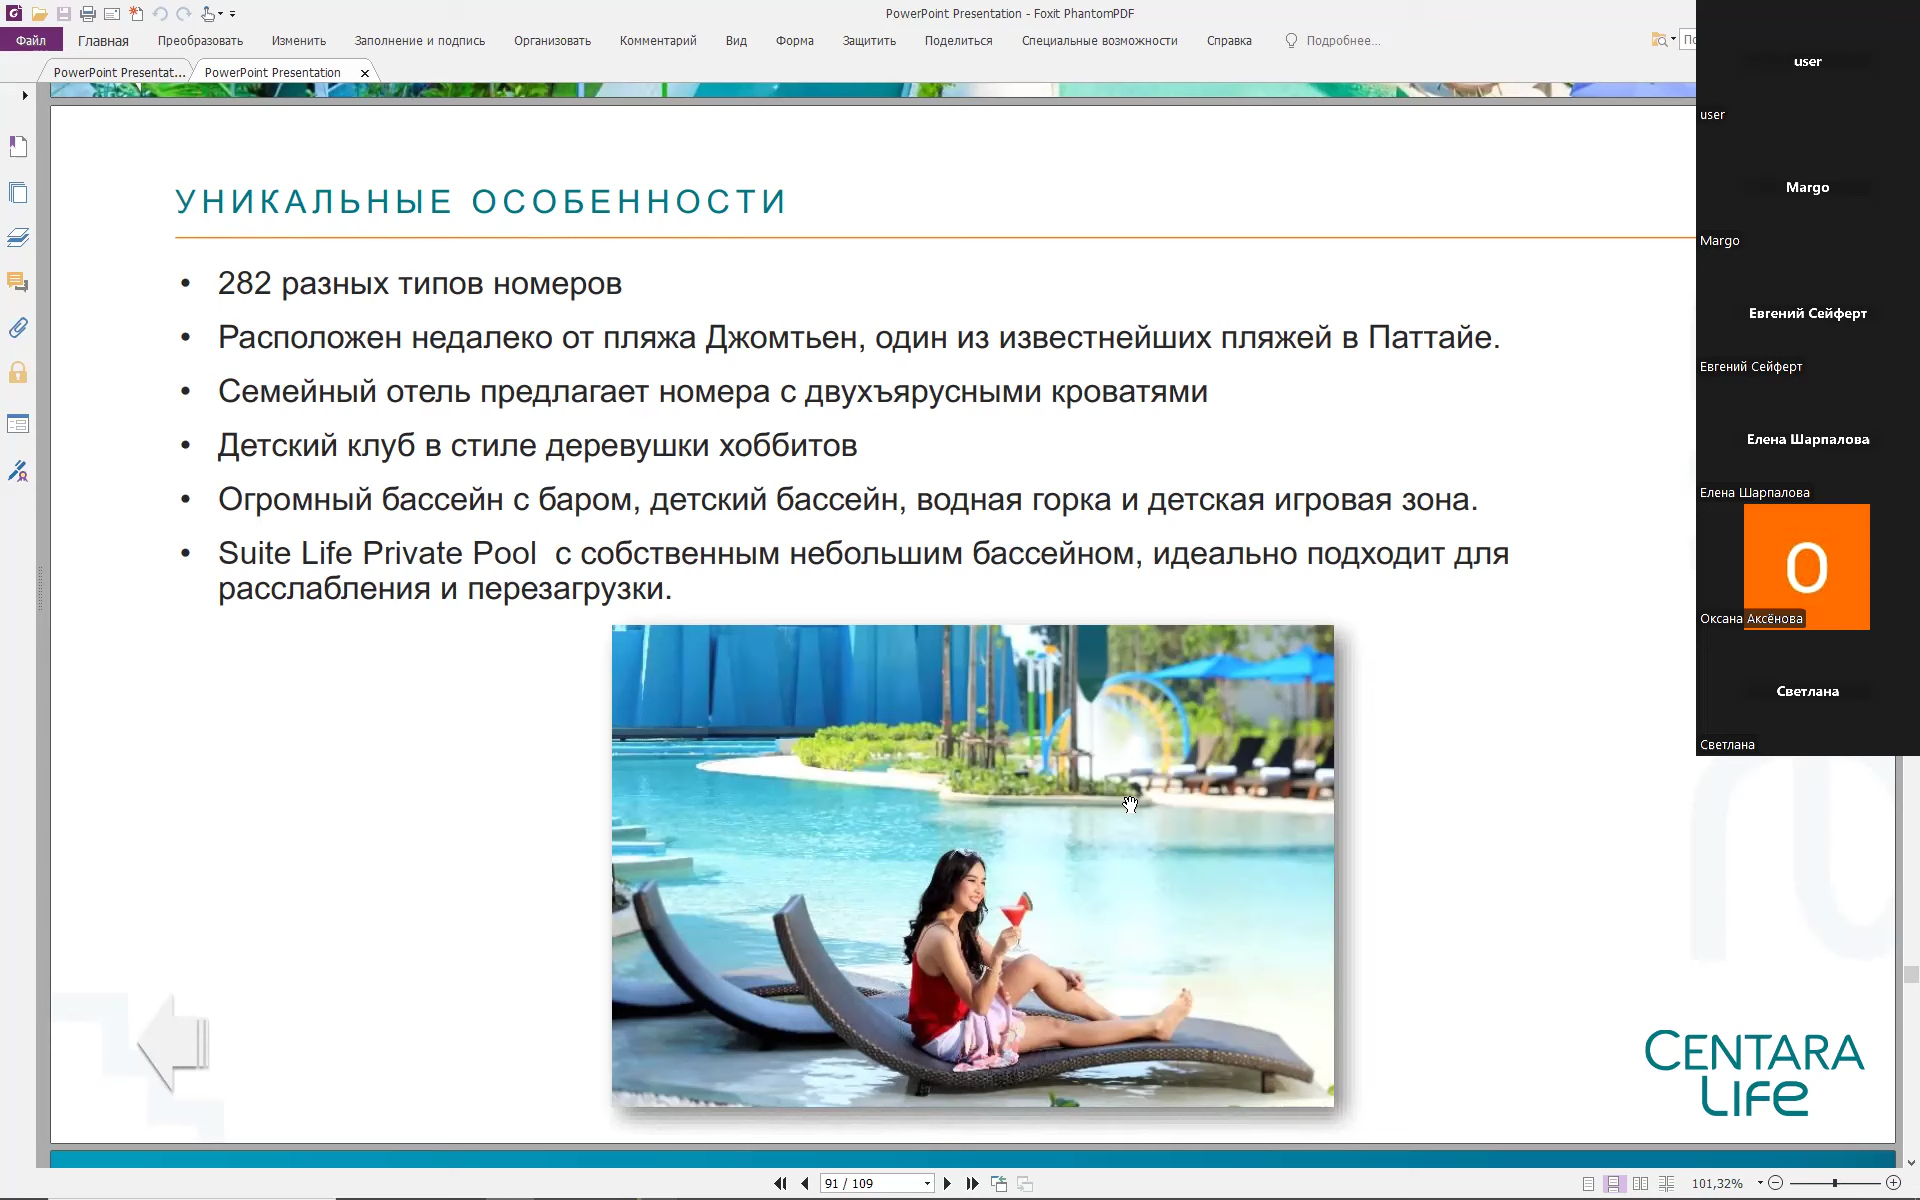 PowerPoint Presentation - Foxit PhantomPDF
Файл Главная Преобразовать Изменить Заполнение и подпись Организовать Комментарий Вид Форма Защитить Поделиться Специальные возможности Справка Подробнее...
PowerPoint Presentat... PowerPoint Presentation
УНИКАЛЬНЫЕ ОСОБЕННОСТИ
• 282 разных типов номеров
• Расположен недалеко от пляжа Джомтьен, один из известнейших пляжей в Паттайе.
• Семейный отель предлагает номера с двухъярусными кроватями
• Детский клуб в стиле деревушки хоббитов
• Огромный бассейн с баром, детский бассейн, водная горка и детская игровая зона.
• Suite Life Private Pool с собственным небольшим бассейном, идеально подходит для
расслабления и перезагрузки.
CENTARA
LIFE
user
user
Margo
Margo
Евгений Сейферт
Евгений Сейферт
Елена Шарпалова
Елена Шарпалова
О
Оксана Аксёнова
Светлана
Светлана
91 / 109
101,32%